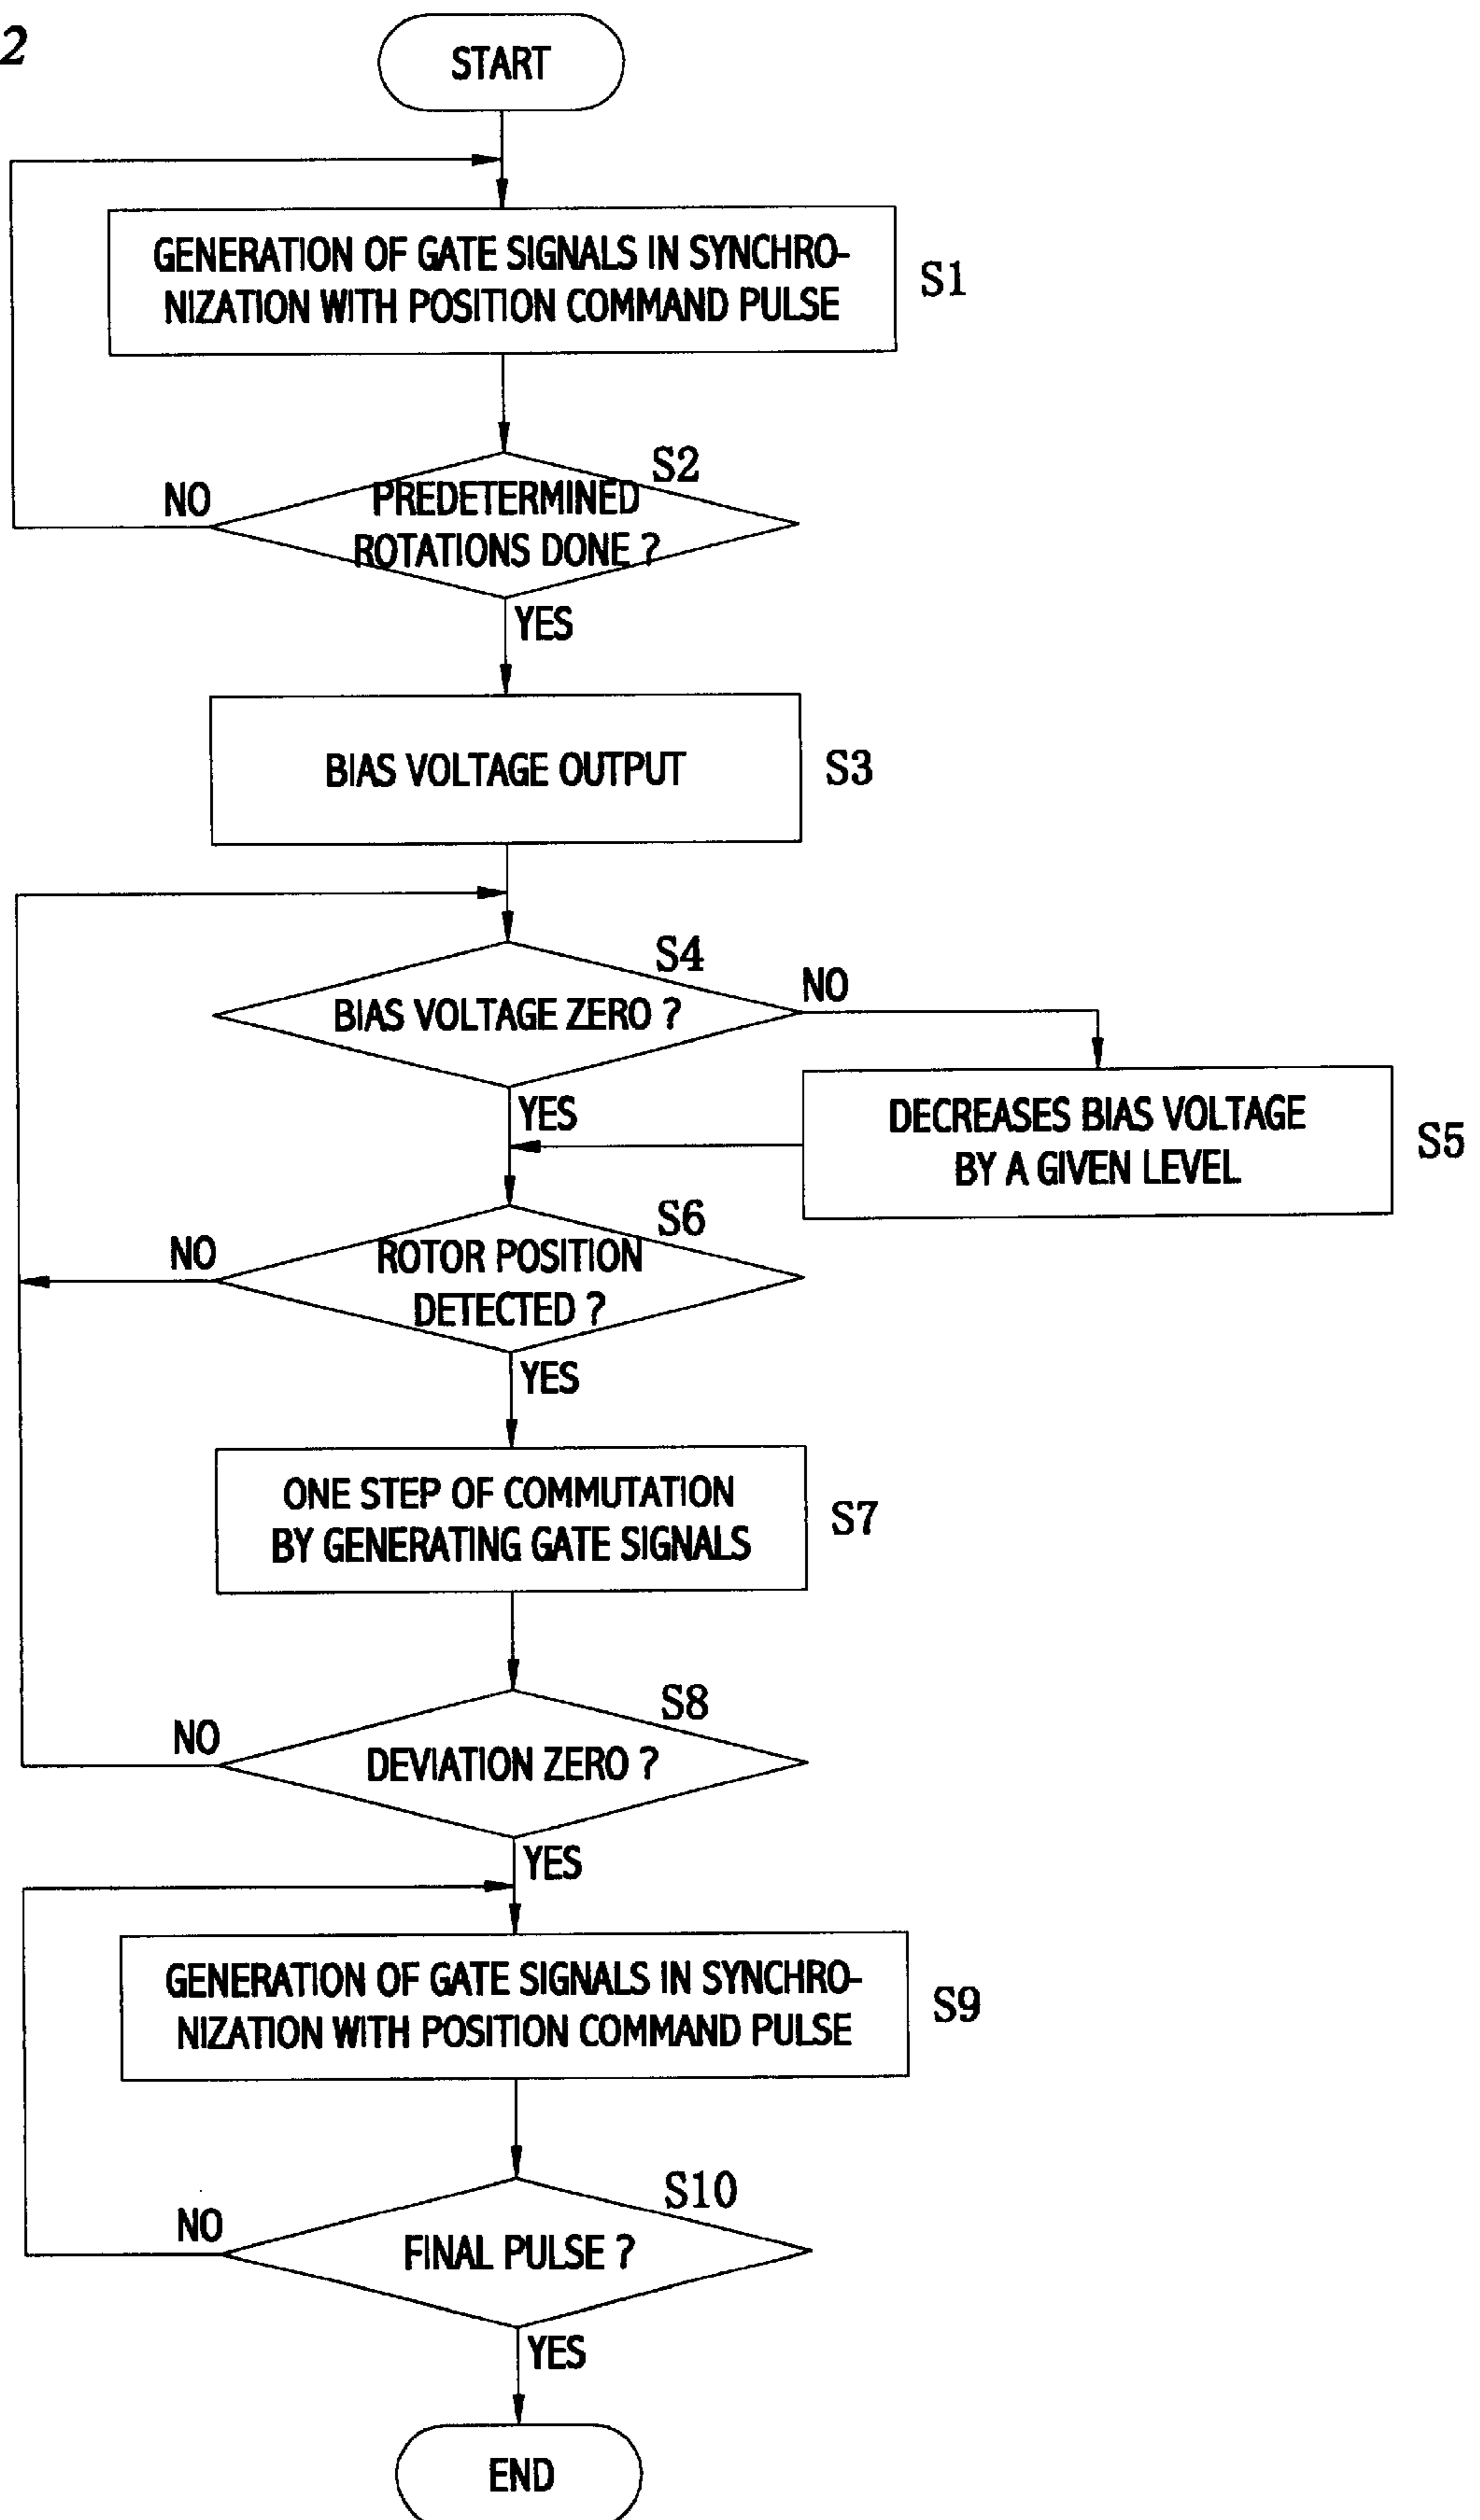 2
START
GENERATION OF GATE SIGNALS IN SYNCHRO-
NIZATION WITH POSITION COMMAND PULSE
S1
S2
NO
PREDETERMINED
ROTATIONS DONE ?
YES
BIAS VOLTAGE OUTPUT
S3
S4
NO
BIAS VOLTAGE ZERO ?
YES
DECREASES BIAS VOLTAGE
BY A GIVEN LEVEL
S5
S6
NO
ROTOR POSITION
DETECTED ?
YES
ONE STEP OF COMMUTATION
BY GENERATING GATE SIGNALS
S7
S8
NO
DEVIATION ZERO ?
YES
GENERATION OF GATE SIGNALS IN SYNCHRO-
NIZATION WITH POSITION COMMAND PULSE
S9
S10
NO
FINAL PULSE ?
YES
END